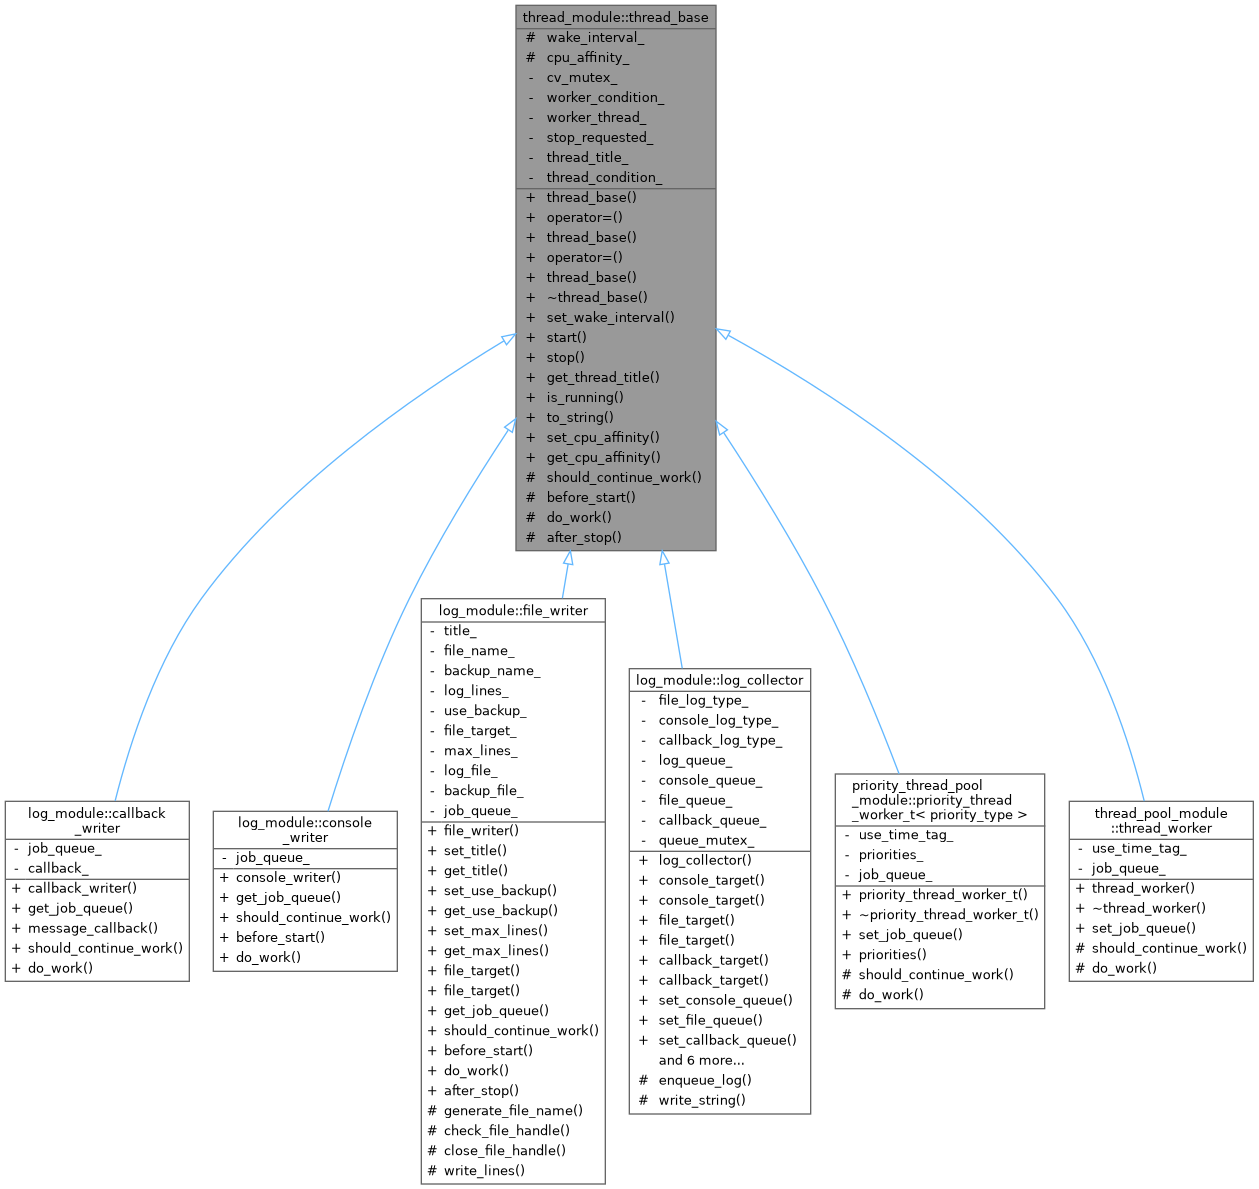 thread_module::thread_base
# wake_interval_
# cpu_affinity_
- cv_mutex_
- worker_condition_
- worker_thread_
- stop_requested_
- thread_title_
- thread_condition_
+ thread_base()
+ operator=()
+ thread_base()
+ operator=()
+ thread_base()
+ ~thread_base()
+ set_wake_interval()
+ start()
+ stop()
+ get_thread_title()
+ is_running()
+ to_string()
+ set_cpu_affinity()
+ get_cpu_affinity()
# should_continue_work()
# before_start()
# do_work()
# after_stop()
log_module::callback
_writer
- job_queue_
- callback_
+ callback_writer()
+ get_job_queue()
+ message_callback()
+ should_continue_work()
+ do_work()
log_module::console
_writer
- job_queue_
+ console_writer()
+ get_job_queue()
+ should_continue_work()
+ before_start()
+ do_work()
log_module::file_writer
- title_
- file_name_
- backup_name_
- log_lines_
- use_backup_
- file_target_
- max_lines_
- log_file_
- backup_file_
- job_queue_
+ file_writer()
+ set_title()
+ get_title()
+ set_use_backup()
+ get_use_backup()
+ set_max_lines()
+ get_max_lines()
+ file_target()
+ file_target()
+ get_job_queue()
+ should_continue_work()
+ before_start()
+ do_work()
+ after_stop()
# generate_file_name()
# check_file_handle()
# close_file_handle()
# write_lines()
log_module::log_collector
- file_log_type_
- console_log_type_
- callback_log_type_
- log_queue_
- console_queue_
- file_queue_
- callback_queue_
- queue_mutex_
+ log_collector()
+ console_target()
+ console_target()
+ file_target()
+ file_target()
+ callback_target()
+ callback_target()
+ set_console_queue()
+ set_file_queue()
+ set_callback_queue()
and 6 more...
# enqueue_log()
# write_string()
priority_thread_pool
_module::priority_thread
_worker_t< priority_type >
- use_time_tag_
- priorities_
- job_queue_
+ priority_thread_worker_t()
+ ~priority_thread_worker_t()
+ set_job_queue()
+ priorities()
# should_continue_work()
# do_work()
thread_pool_module
::thread_worker
- use_time_tag_
- job_queue_
+ thread_worker()
+ ~thread_worker()
+ set_job_queue()
# should_continue_work()
# do_work()